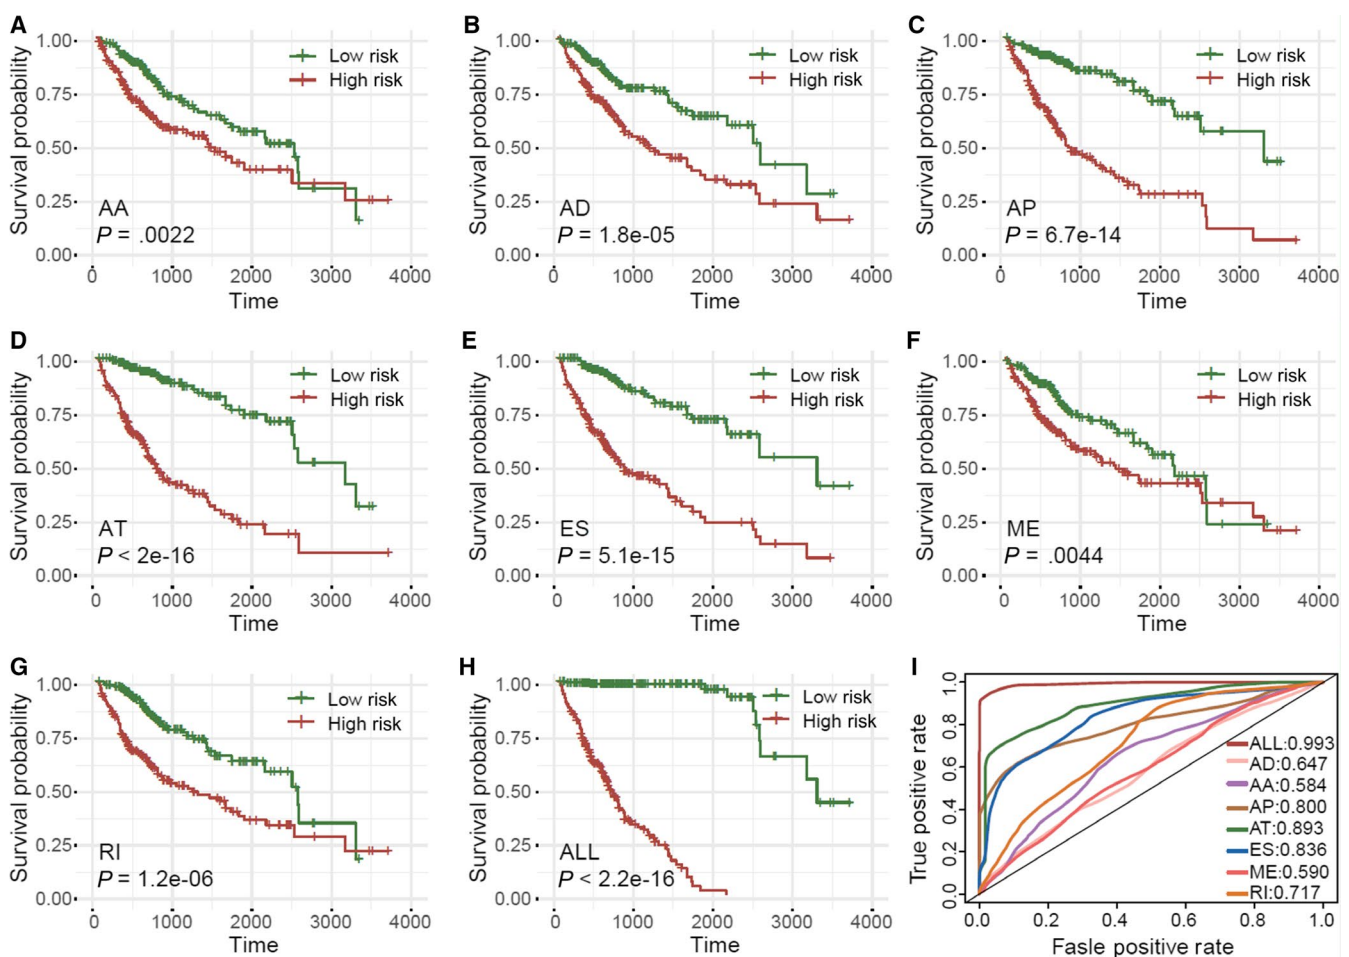 A
Survival probability
1.00
0.75
0.50
0.25
0.00
Low risk
High risk
AA
P = .0022
0 1000 2000 3000 4000
Time
B
Survival probability
1.00
0.75
0.50
0.25
0.00
Low risk
High risk
AD
P = 1.8e-05
0 1000 2000 3000 4000
Time
C
Survival probability
1.00
0.75
0.50
0.25
0.00
Low risk
High risk
AP
P = 6.7e-14
0 1000 2000 3000 4000
Time
D
Survival probability
1.00
0.75
0.50
0.25
0.00
Low risk
High risk
AT
P < 2e-16
0 1000 2000 3000 4000
Time
E
Survival probability
1.00
0.75
0.50
0.25
0.00
Low risk
High risk
ES
P = 5.1e-15
0 1000 2000 3000 4000
Time
F
Survival probability
1.00
0.75
0.50
0.25
0.00
Low risk
High risk
ME
P = .0044
0 1000 2000 3000 4000
Time
G
Survival probability
1.00
0.75
0.50
0.25
0.00
Low risk
High risk
RI
P = 1.2e-06
0 1000 2000 3000 4000
Time
H
Survival probability
1.00
0.75
0.50
0.25
0.00
Low risk
High risk
ALL
P < 2.2e-16
0 1000 2000 3000 4000
Time
I
True positive rate
1.0
0.8
0.6
0.4
0.2
0.0
ALL:0.993
AD:0.647
AA:0.584
AP:0.800
AT:0.893
ES:0.836
ME:0.590
RI:0.717
0.0 0.2 0.4 0.6 0.8 1.0
Fasle positive rate